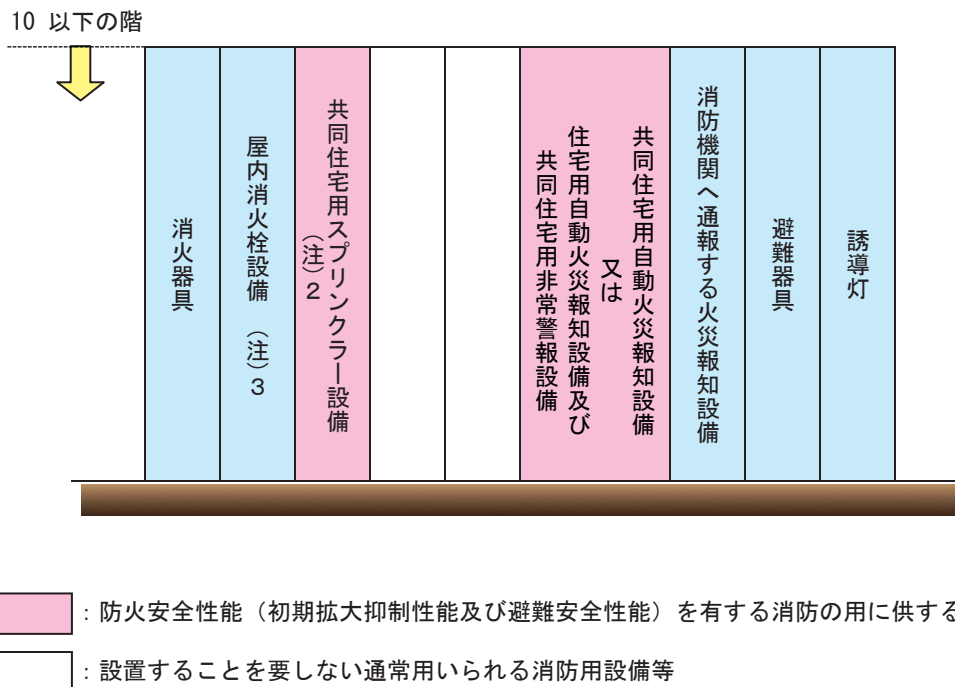 10 以下の階
消火器具
屋内消火栓設備 (注)3
共同住宅用スプリンクラー設備
(注)2
共同住宅用自動火災報知設備
又は
住宅用自動火災報知設備及び
共同住宅用非常警報設備
消防機関へ通報する火災報知設備
避難器具
誘導灯
：防火安全性能（初期拡大抑制性能及び避難安全性能）を有する消防の用に供する
：設置することを要しない通常用いられる消防用設備等